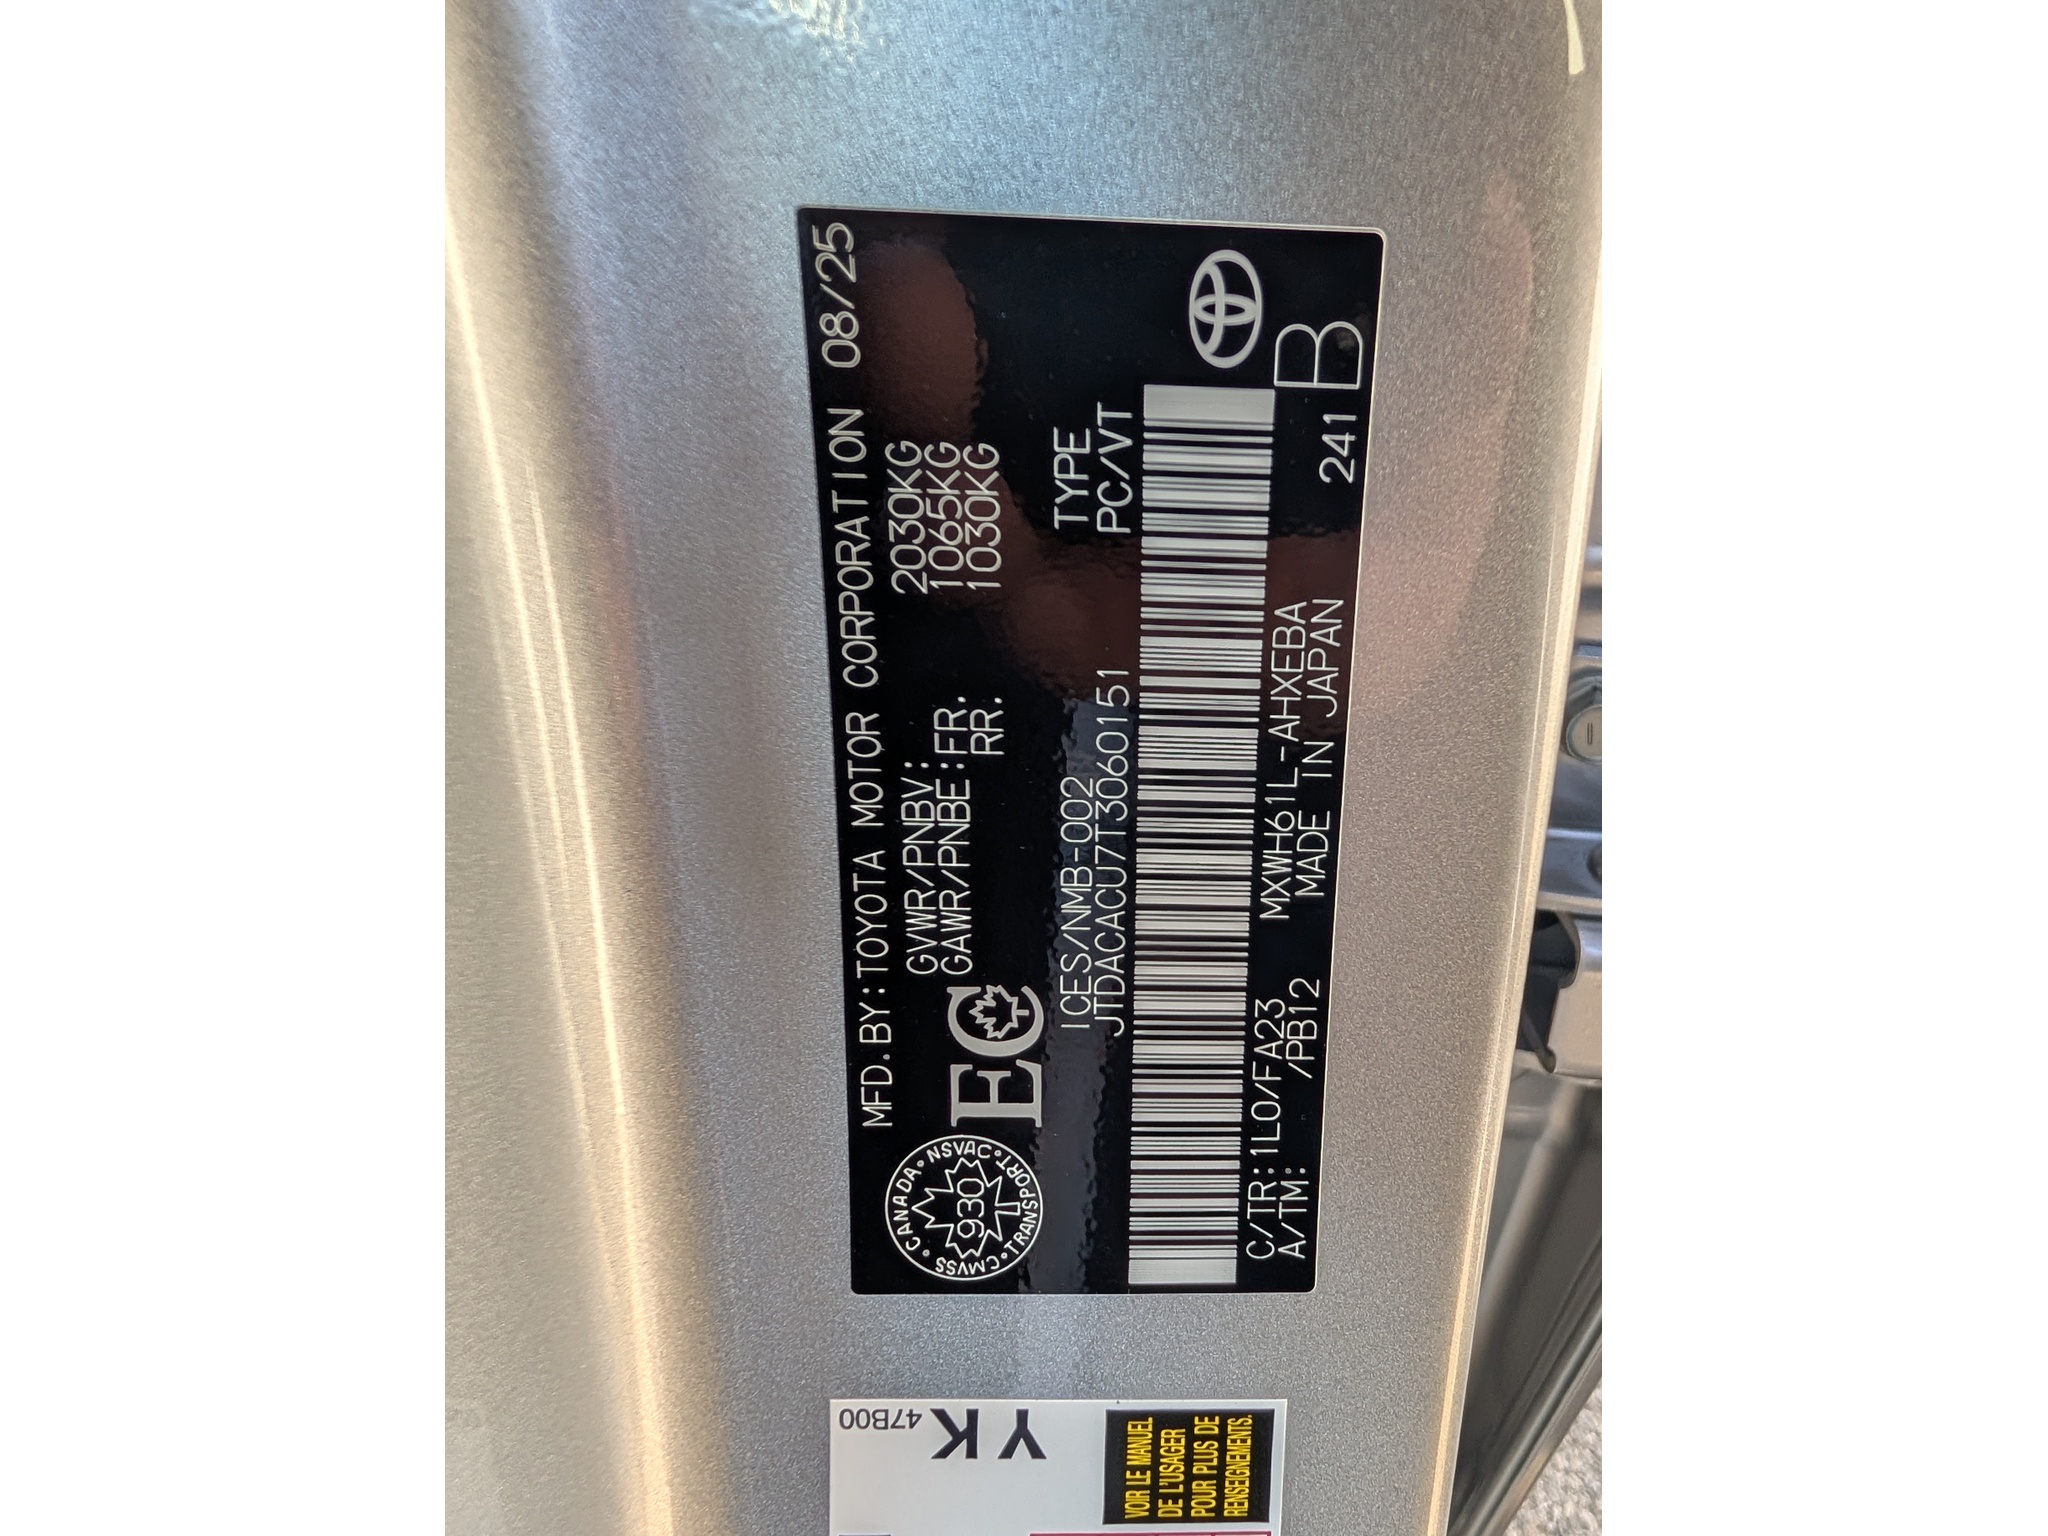 MFD.BY:TOYOTA MOTOR CORPORATION 08/25
GVWR/PNBV: 2030KG
GAWR/PNBE:FR. 1065KG
RR. 1030KG
CANADA • NSVAC • TRANSPORT • CMVSS
930
EC
ICES/NMB-002 TYPE
JTDACACU7T3060151 PC/VT
C/TR:1L0/FA23 MXWH61L-AHXEBA
A/TM: /PB12 MADE IN JAPAN 241 B
47B00
YK
VOIR LE MANUEL
DE L'USAGER
POUR PLUS DE
RENSEIGNEMENTS.